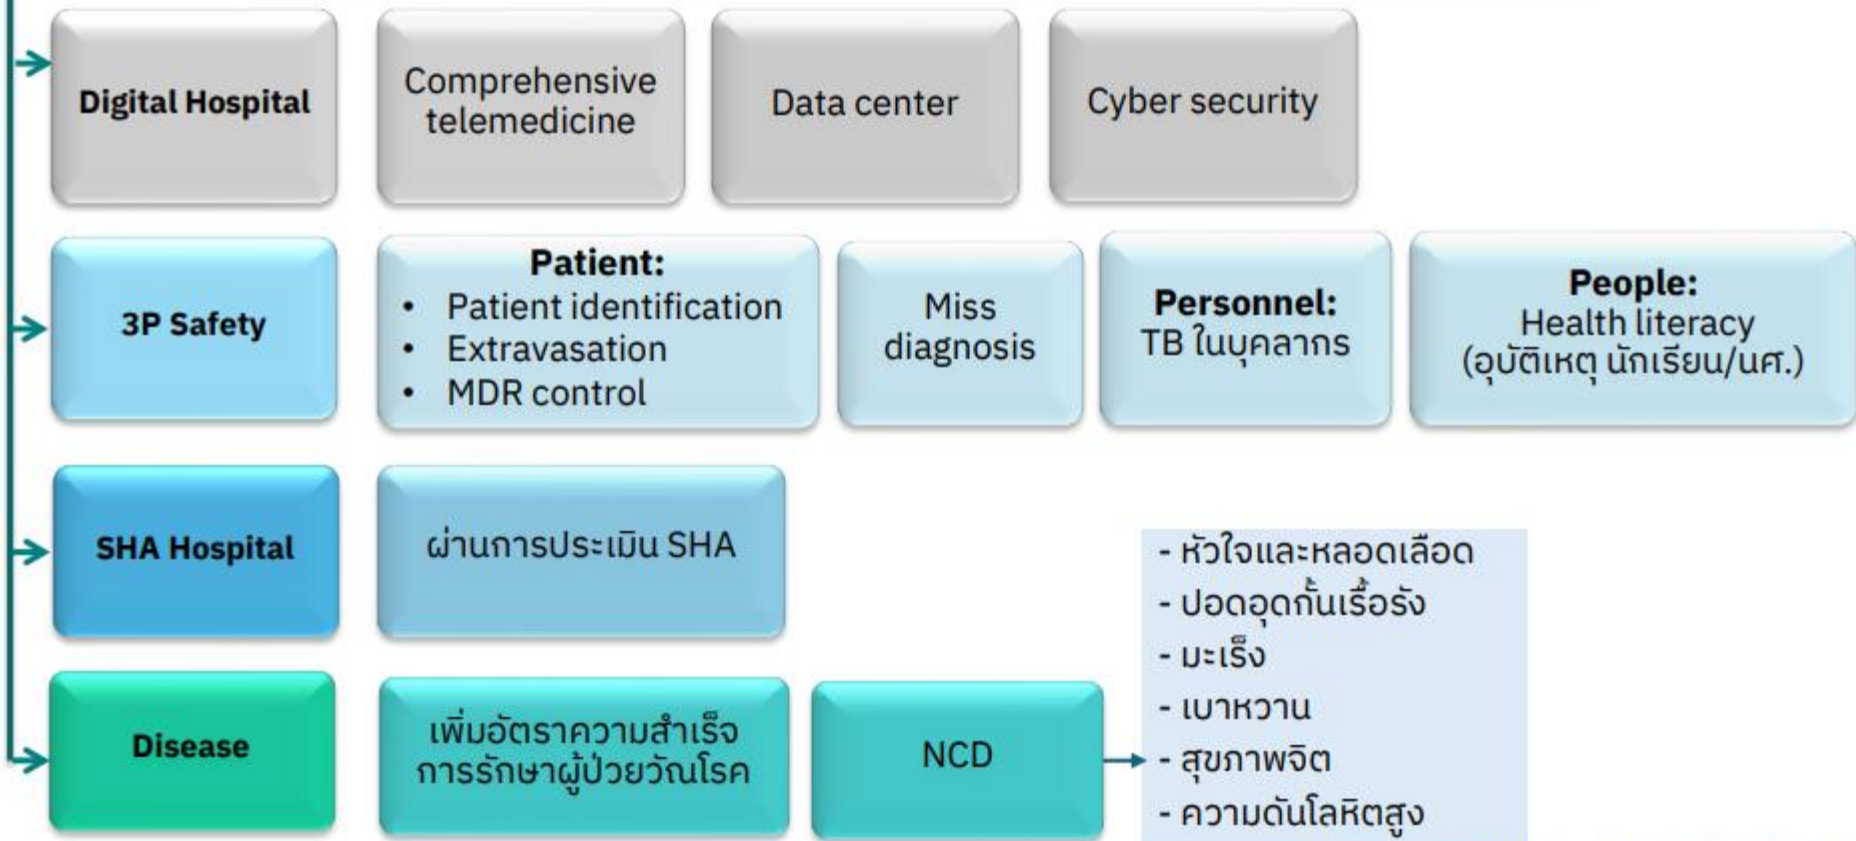 Digital Hospital
Comprehensive
telemedicine
Data center
Cyber security
3P Safety
Patient:
• Patient identification
• Extravasation
• MDR control
Miss
diagnosis
Personnel:
TB ในบุคลากร
People:
Health literacy
(อุบัติเหตุ นักเรียน/นศ.)
SHA Hospital
ผ่านการประเมิน SHA
Disease
เพิ่มอัตราความสำเร็จ
การรักษาผู้ป่วยวัณโรค
NCD
- หัวใจและหลอดเลือด
- ปอดอุดกั้นเรื้อรัง
- มะเร็ง
- เบาหวาน
- สุขภาพจิต
- ความดันโลหิตสูง